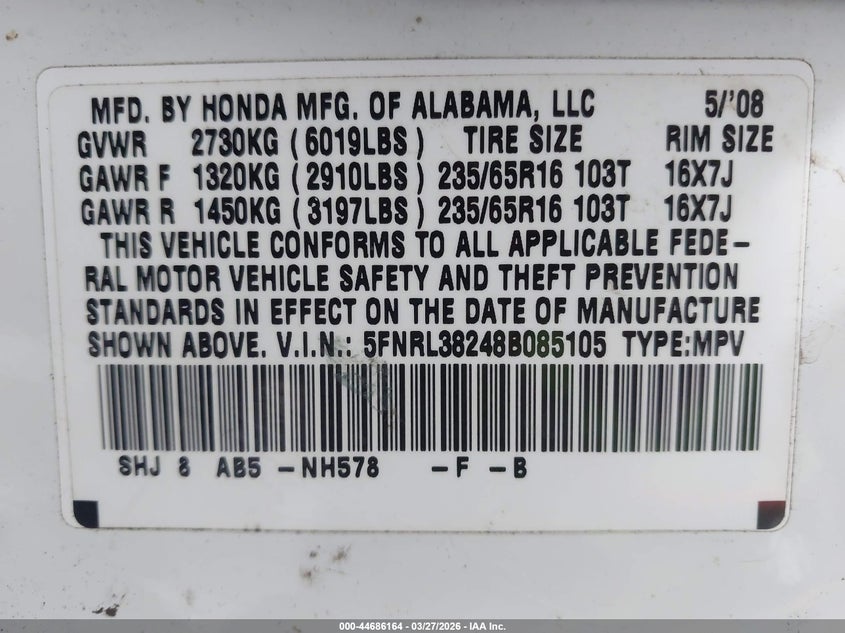 MFD. BY HONDA MFG. OF ALABAMA, LLC 5/'08
GVWR 2730KG (6019LBS) TIRE SIZE RIM SIZE
GAWR F 1320KG (2910LBS) 235/65R16 103T 16X7J
GAWR R 1450KG (3197LBS) 235/65R16 103T 16X7J
THIS VEHICLE CONFORMS TO ALL APPLICABLE FEDE-
RAL MOTOR VEHICLE SAFETY AND THEFT PREVENTION
STANDARDS IN EFFECT ON THE DATE OF MANUFACTURE
SHOWN ABOVE. V.I.N.: 5FNRL38248B085105 TYPE:MPV
SHJ 8 AB5 -NH578 -F -B
000-44686164 - 03/27/2026 - IAA Inc.